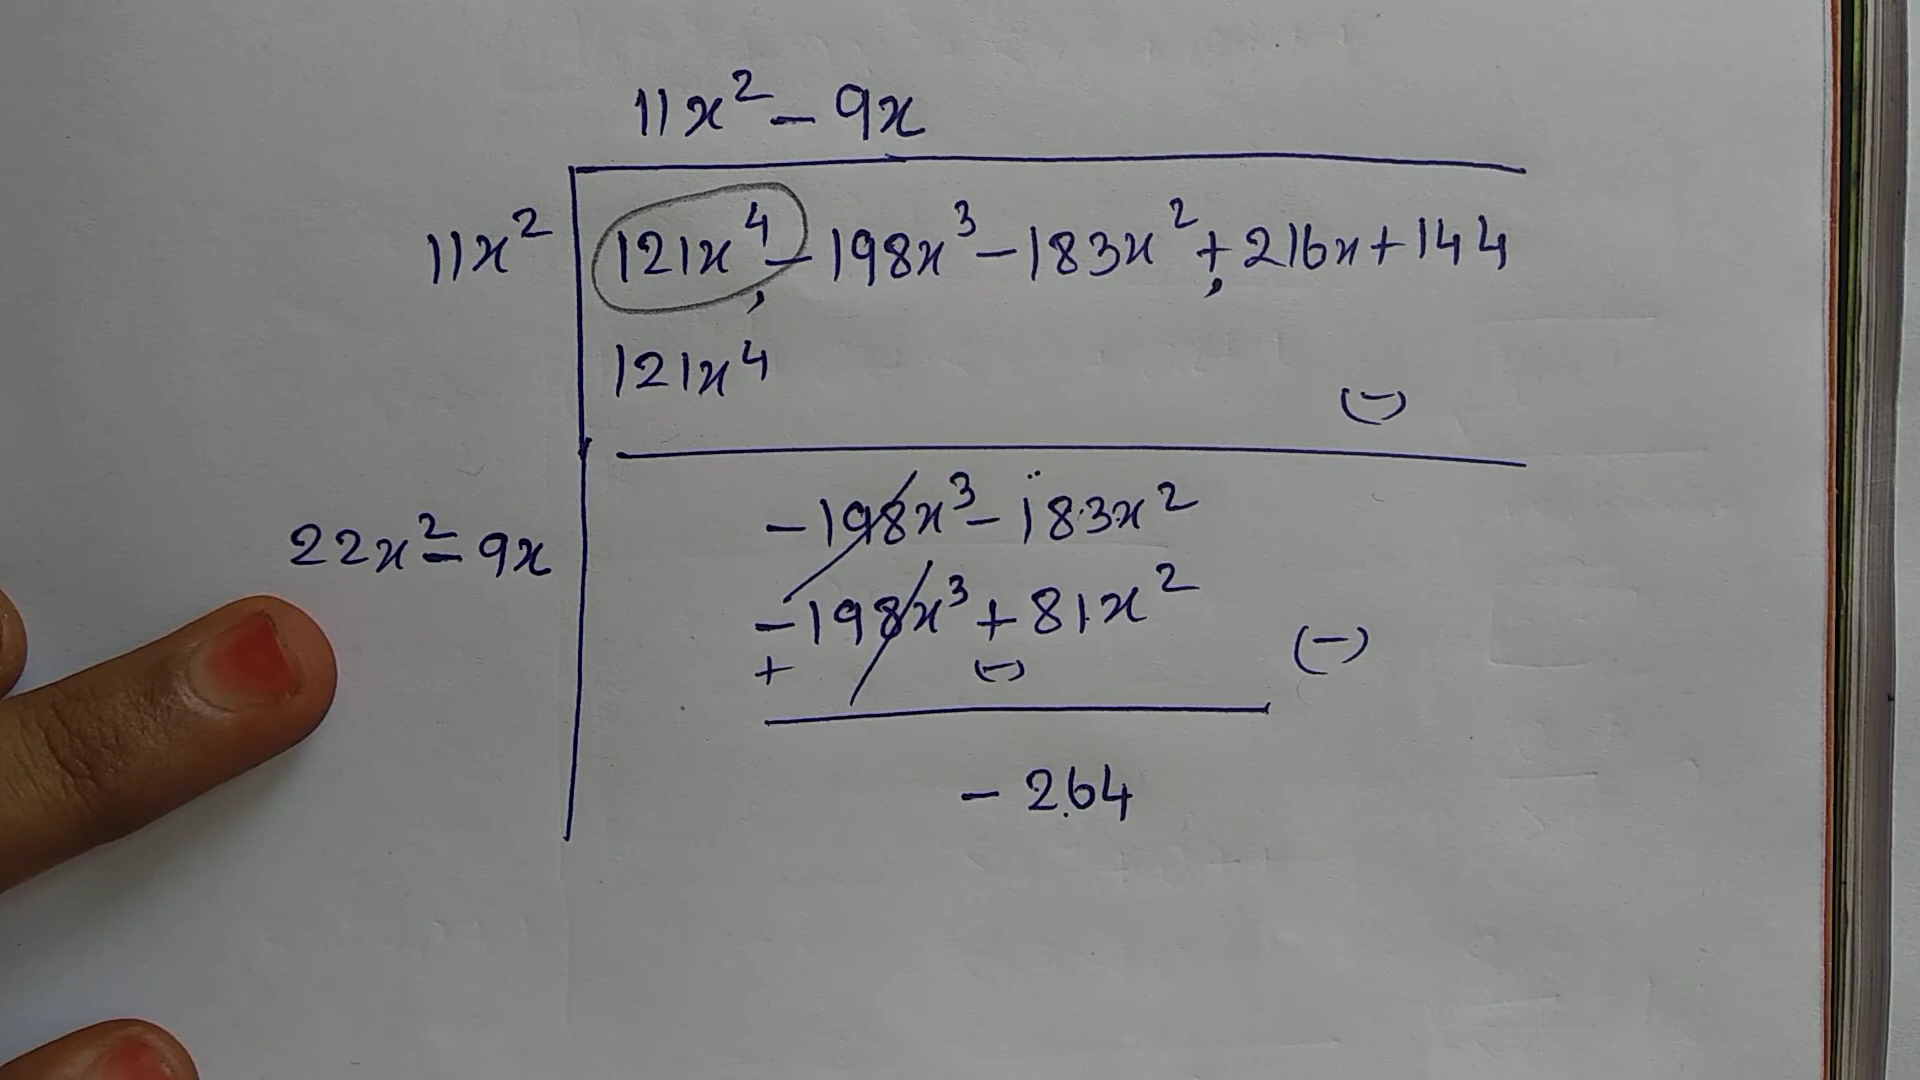 11x² - 9x
11x² 121x⁴ - 198x³ - 183x² + 216x + 144
121x⁴
(-)
-198x³ - 183x²
22x² - 9x
-198x³ + 81x²
+ (-) (-)
- 264